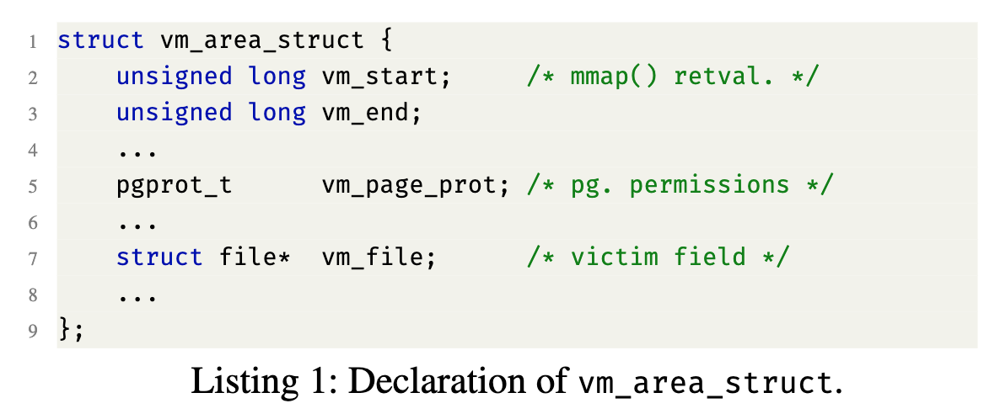 1 struct vm_area_struct {
2     unsigned long vm_start;     /* mmap() retval. */
3     unsigned long vm_end;
4     ...
5     pgprot_t      vm_page_prot; /* pg. permissions */
6     ...
7     struct file*  vm_file;      /* victim field */
8     ...
9 };
Listing 1: Declaration of vm_area_struct.